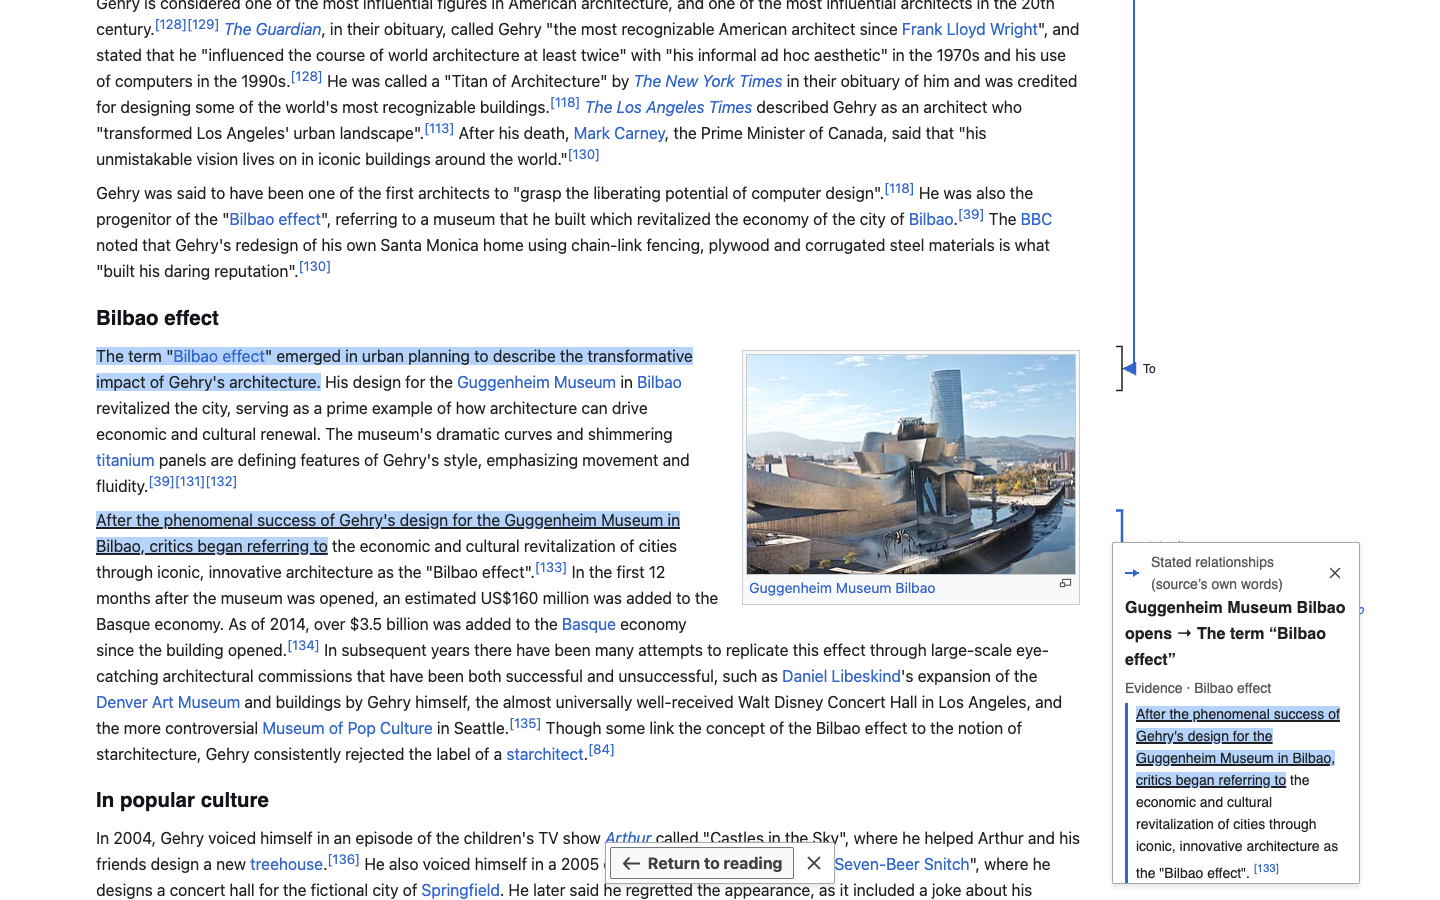 Gehry is considered one of the most influential figures in American architecture, and one of the most influential architects in the 20th
century.[128][129] The Guardian, in their obituary, called Gehry "the most recognizable American architect since Frank Lloyd Wright", and
stated that he "influenced the course of world architecture at least twice" with "his informal ad hoc aesthetic" in the 1970s and his use
of computers in the 1990s.[128] He was called a "Titan of Architecture" by The New York Times in their obituary of him and was credited
for designing some of the world's most recognizable buildings.[118] The Los Angeles Times described Gehry as an architect who
"transformed Los Angeles' urban landscape".[113] After his death, Mark Carney, the Prime Minister of Canada, said that "his
unmistakable vision lives on in iconic buildings around the world."[130]
Gehry was said to have been one of the first architects to "grasp the liberating potential of computer design".[118] He was also the
progenitor of the "Bilbao effect", referring to a museum that he built which revitalized the economy of the city of Bilbao.[39] The BBC
noted that Gehry's redesign of his own Santa Monica home using chain-link fencing, plywood and corrugated steel materials is what
"built his daring reputation".[130]
Bilbao effect
The term "Bilbao effect" emerged in urban planning to describe the transformative
impact of Gehry's architecture. His design for the Guggenheim Museum in Bilbao
revitalized the city, serving as a prime example of how architecture can drive
economic and cultural renewal. The museum's dramatic curves and shimmering
titanium panels are defining features of Gehry's style, emphasizing movement and
fluidity.[39][131][132]
After the phenomenal success of Gehry's design for the Guggenheim Museum in
Bilbao, critics began referring to the economic and cultural revitalization of cities
through iconic, innovative architecture as the "Bilbao effect".[133] In the first 12
months after the museum was opened, an estimated US$160 million was added to the
Basque economy. As of 2014, over $3.5 billion was added to the Basque economy
since the building opened.[134] In subsequent years there have been many attempts to replicate this effect through large-scale eye-
catching architectural commissions that have been both successful and unsuccessful, such as Daniel Libeskind's expansion of the
Denver Art Museum and buildings by Gehry himself, the almost universally well-received Walt Disney Concert Hall in Los Angeles, and
the more controversial Museum of Pop Culture in Seattle.[135] Though some link the concept of the Bilbao effect to the notion of
starchitecture, Gehry consistently rejected the label of a starchitect.[84]
Guggenheim Museum Bilbao
In popular culture
In 2004, Gehry voiced himself in an episode of the children's TV show Arthur called "Castles in the Sky", where he helped Arthur and his
friends design a new treehouse.[136] He also voiced himself in a 2005
Seven-Beer Snitch", where he
designs a concert hall for the fictional city of Springfield. He later said he regretted the appearance, as it included a joke about his
← Return to reading
To
Stated relationships
(source's own words)
Guggenheim Museum Bilbao
opens → The term “Bilbao
effect”
Evidence · Bilbao effect
After the phenomenal success of
Gehry's design for the
Guggenheim Museum in Bilbao,
critics began referring to the
economic and cultural
revitalization of cities through
iconic, innovative architecture as
the "Bilbao effect". [133]